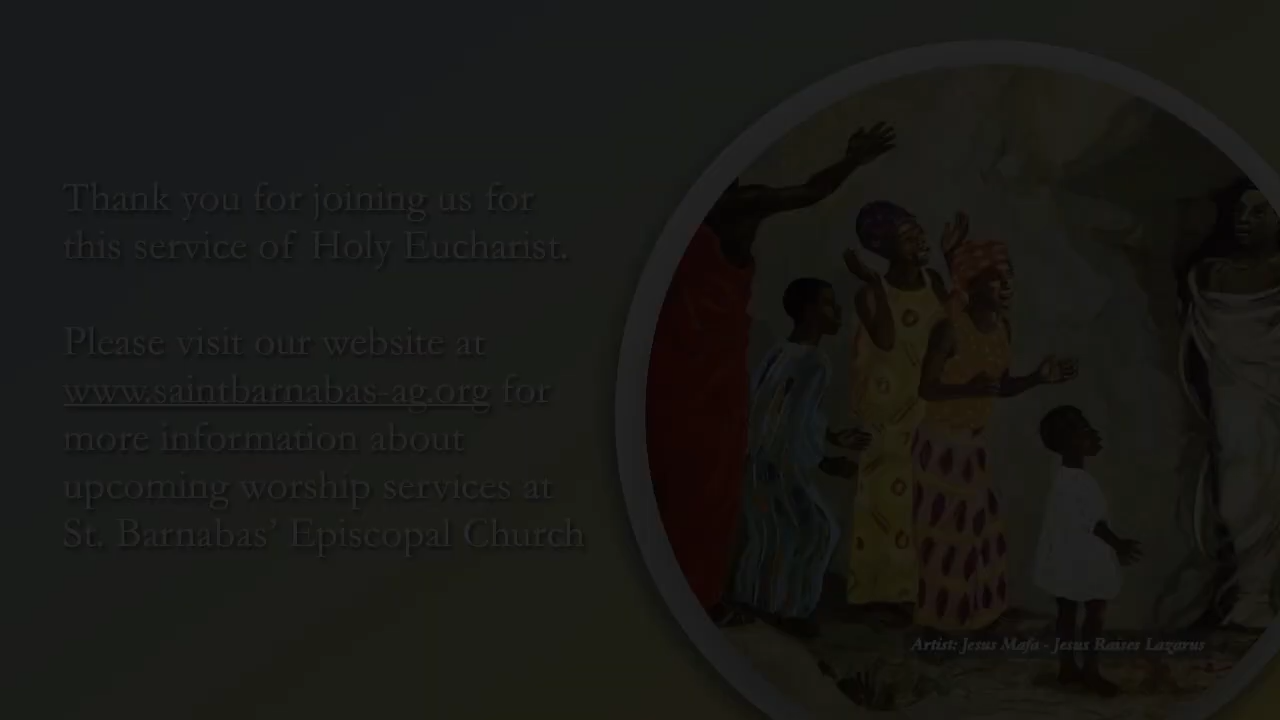 Thank you for joining us for
this service of Holy Eucharist.
Please visit our website at
www.saintbarnabas-ag.org for
more information about
upcoming worship services at
St. Barnabas’ Episcopal Church
Artist: Jesus Mafa - Jesus Raises Lazarus